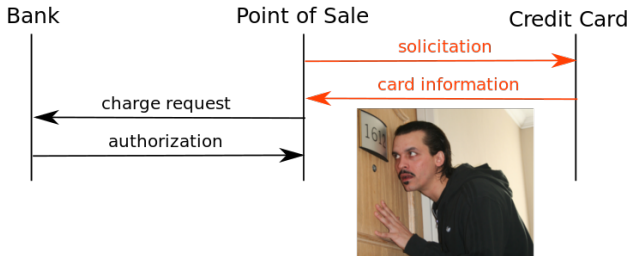 Bank
Point of Sale
Credit Card
solicitation
card information
charge request
authorization